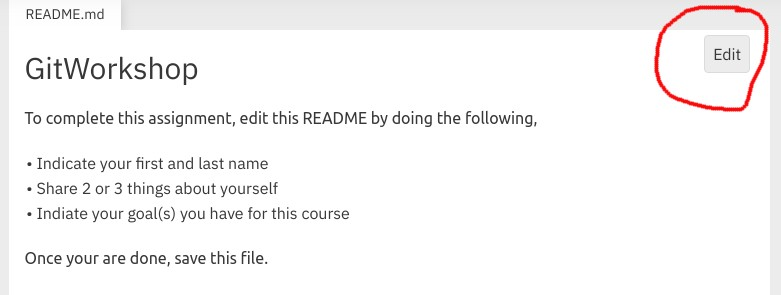 README.md
Edit
GitWorkshop
To complete this assignment, edit this README by doing the following,
• Indicate your first and last name
• Share 2 or 3 things about yourself
• Indiate your goal(s) you have for this course
Once your are done, save this file.